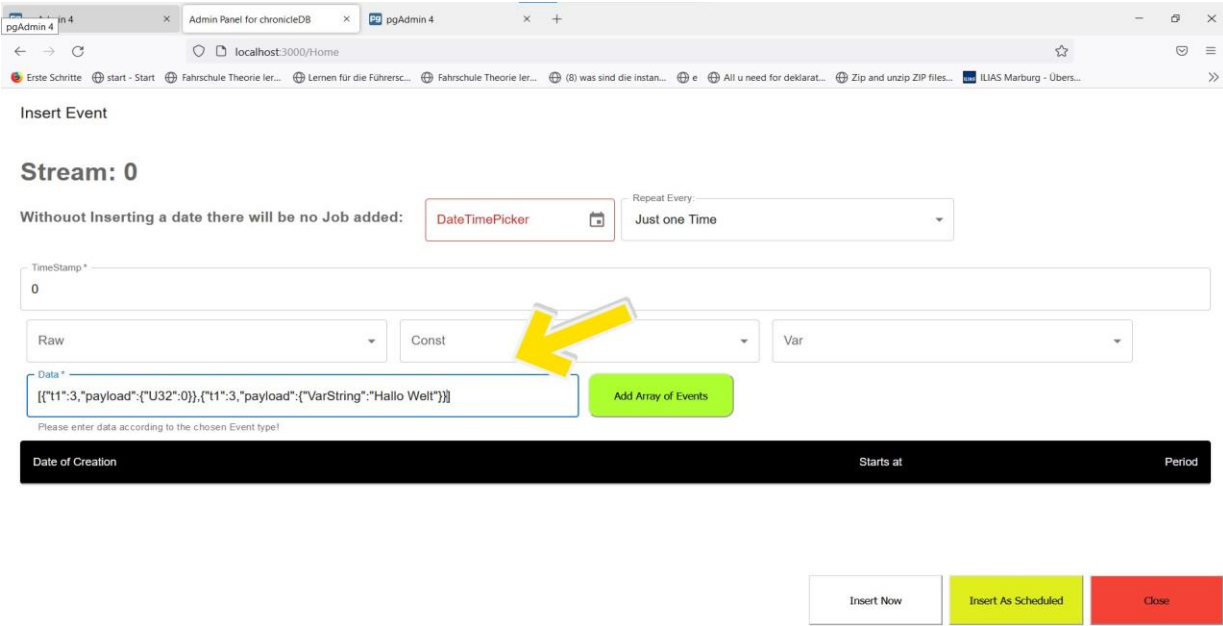 pgAdmin 4
Admin Panel for chronicleDB
pgAdmin 4
localhost:3000/Home
Erste Schritte
start - Start
Fahrschule Theorie ler...
Lernen für die Führersc...
Fahrschule Theorie ler...
(8) was sind die instan...
e
All u need for deklarat...
Zip and unzip ZIP files...
ILIAS Marburg - Übers...
Insert Event
Stream: 0
Withouot Inserting a date there will be no Job added:
DateTimePicker
Repeat Every:
Just one Time
TimeStamp *
0
Raw
Const
Var
Data *
[{"t1":3,"payload":{"U32":0}},{"t1":3,"payload":{"VarString":"Hallo Welt"}}]
Add Array of Events
Please enter data according to the chosen Event type!
Date of Creation
Starts at
Period
Insert Now
Insert As Scheduled
Close